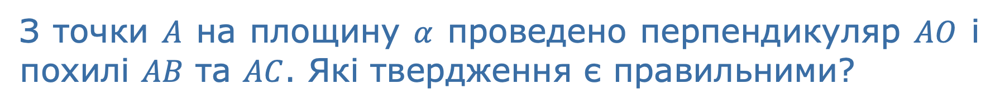 З точки A на площину α проведено перпендикуляр AO і
похилі AB та AC. Які твердження є правильними?